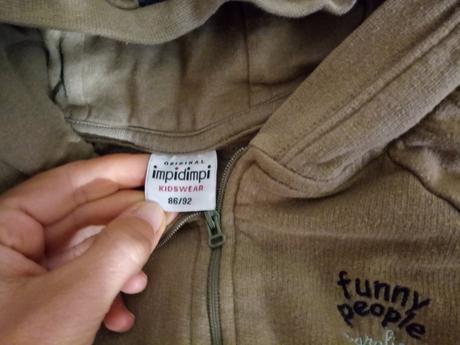 ORIGINAL
impidimpi
KIDSWEAR
86/92
funny
people